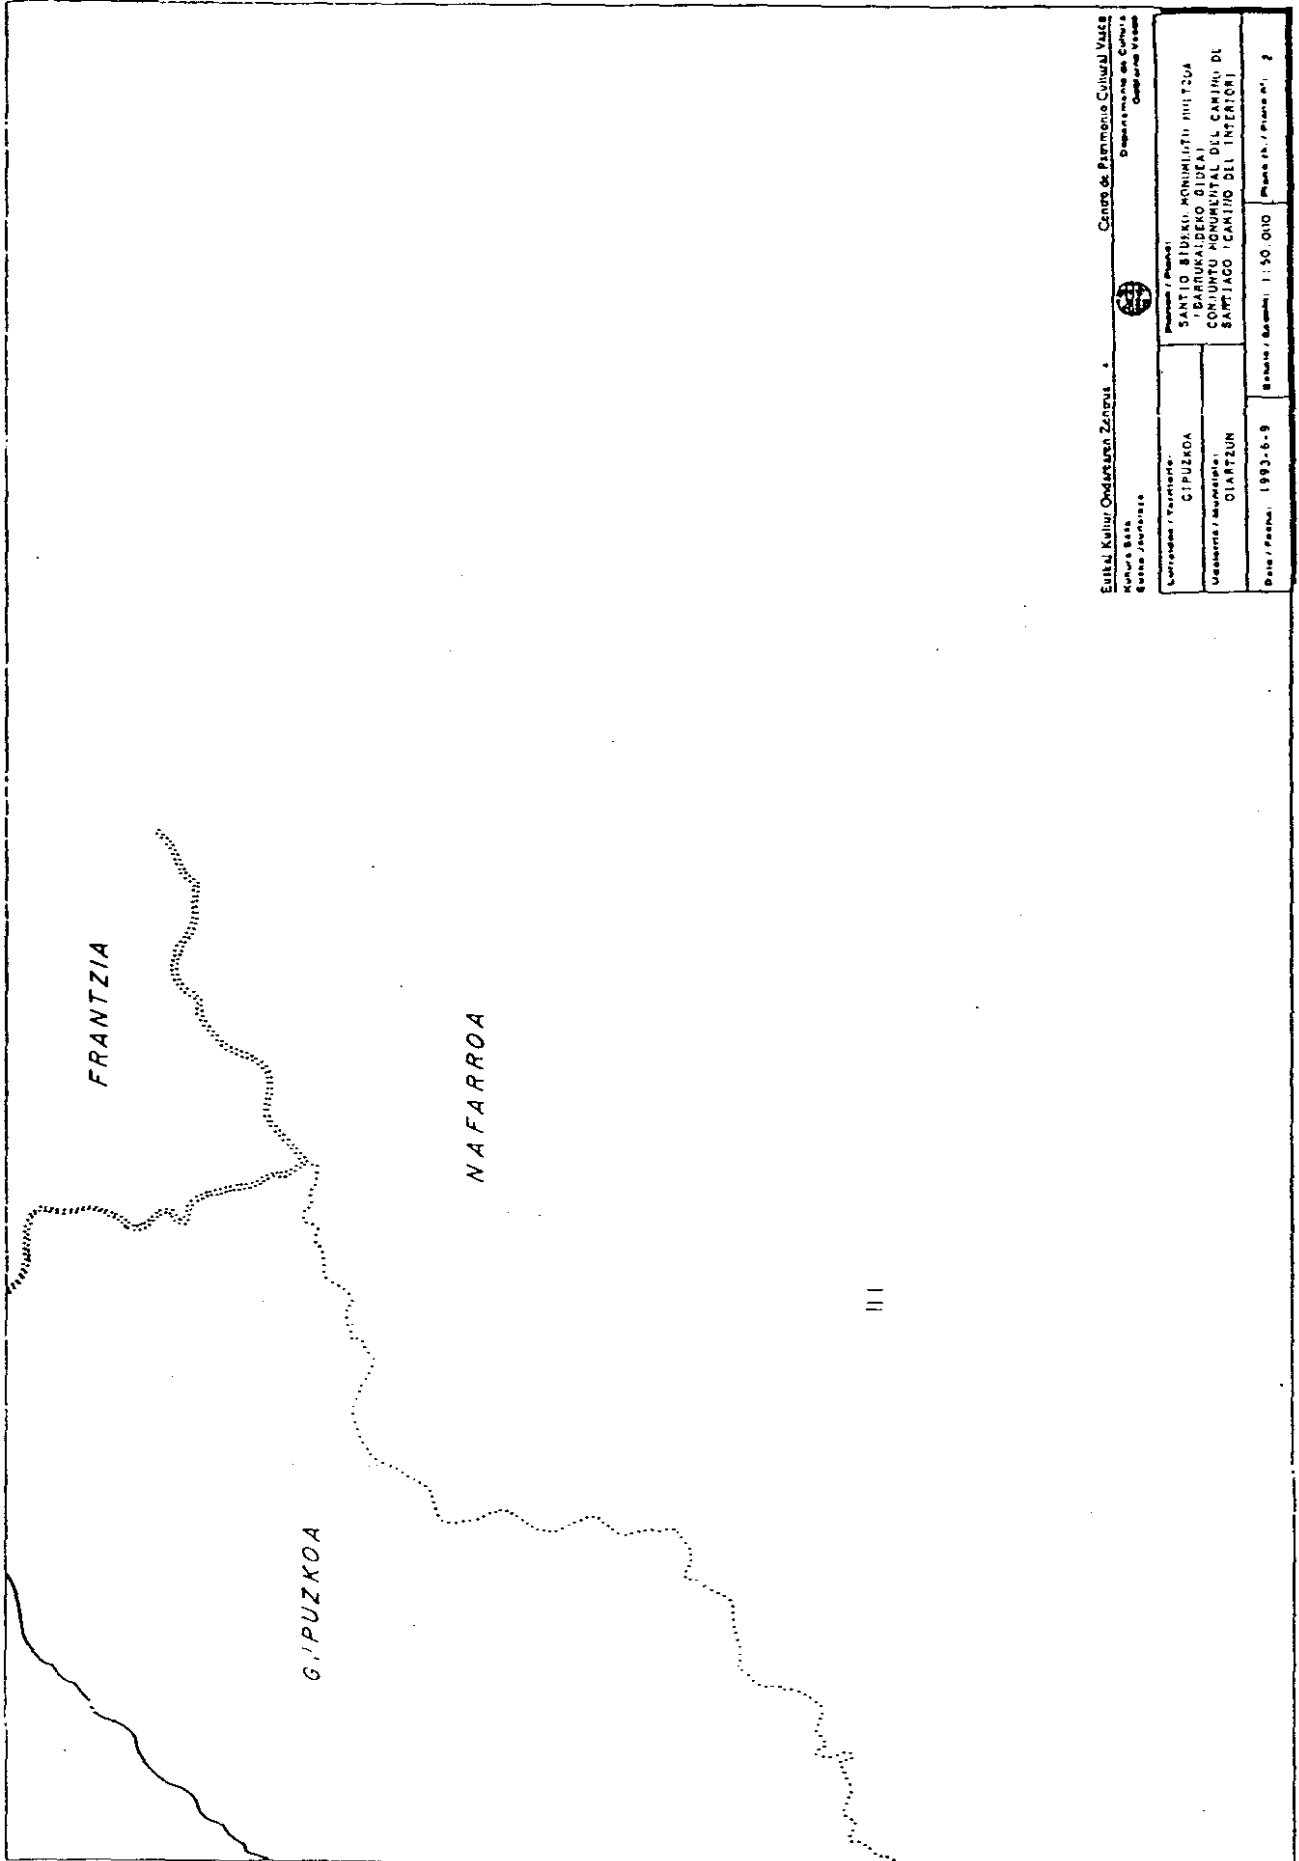 FRANTZIA
NAFARROA
GIPUZKOA
Euskal Kultur Ondarearen Zentrua
Kultura Saila
Eusko Jaurlaritza
Centro de Patrimonio Cultural Vasco
Departamento de Cultura
Gobierno Vasco
Lurraldea / Territorio:
GIPUZKOA
Udalerria / Municipio:
OIARTZUN
Planoa / Plano:
SANTIO BIDEKO MONUMENTU MULTZOA
(BARRUKALDEKO BIDEA)
CONJUNTO MONUMENTAL DEL CAMINO DE
SANTIAGO (CAMINO DEL INTERIOR)
Data / Fecha: 1993-6-9
Eskala / Escala: 1:50.000
Plano zk. / Plano nº: 2